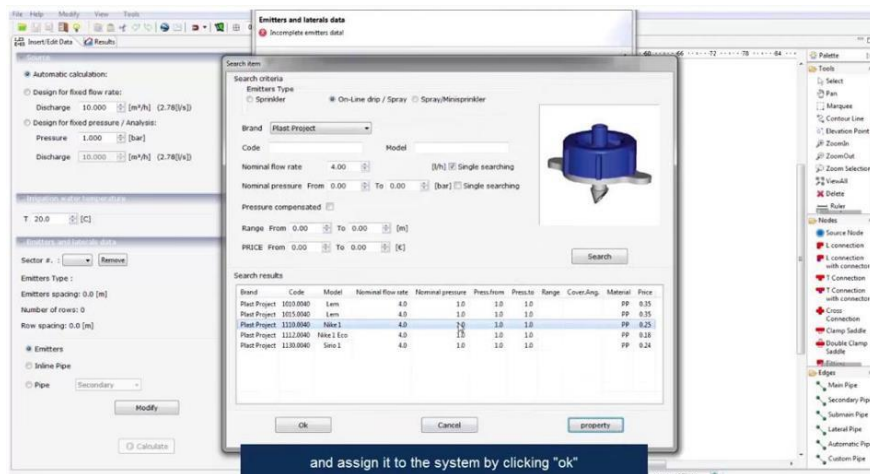 File Help Modify View Tools
Insert/Edit Data Results
Source
Automatic calculation:
Design for fixed flow rate:
Discharge 10.000 [m³/h] (2.78[l/s])
Design for fixed pressure / Analysis:
Pressure 1.000 [bar]
Discharge 10.000 [m³/h] (2.78[l/s])
Irrigation water temperature
T 20.0 [C]
Emitters and laterals data
Sector #. : Remove
Emitters Type :
Emitters spacing: 0.0 [m]
Number of rows: 0
Row spacing: 0.0 [m]
Emitters
Inline Pipe
Pipe Secondary
Modify
Calculate
Emitters and laterals data
Incomplete emitters data!
Search item
Search criteria
Emitters Type
Sprinkler On-Line drip / Spray Spray/Minisprinkler
Brand Plast Project
Code Model
Nominal flow rate 4.00 [l/h] Single searching
Nominal pressure From 0.00 To 0.00 [bar] Single searching
Pressure compensated
Range From 0.00 To 0.00 [m]
PRICE From 0.00 To 0.00 [€]
Search
Search results
Brand Code Model Nominal flow rate Nominal pressure Press.from Press.to Range Cover.Ang. Material Price
Plast Project 1010.0040 Lem 4.0 1.0 1.0 1.0 PP 0.35
Plast Project 1015.0040 Lem 4.0 1.0 1.0 1.0 PP 0.35
Plast Project 1110.0040 Nike 1 4.0 1.0 1.0 PP 0.25
Plast Project 1112.0040 Nike 1 Eco 4.0 1.0 1.0 1.0 PP 0.18
Plast Project 1130.0040 Sirio 1 4.0 1.0 1.0 1.0 PP 0.24
Ok Cancel property
60 66 72 78 84
Palette
Tools
Select
Pan
Marquee
Contour Line
Elevation Point
ZoomIn
ZoomOut
Zoom Selection
ViewAll
Delete
Ruler
Nodes
Source Node
L connection
L connection
with connector
T Connection
T Connection
with connector
Cross
Connection
Clamp Saddle
Double Clamp
Saddle
Edges
Main Pipe
Secondary Pipe
Submain Pipe
Lateral Pipe
Automatic Pip
Custom Pipe
and assign it to the system by clicking "ok"